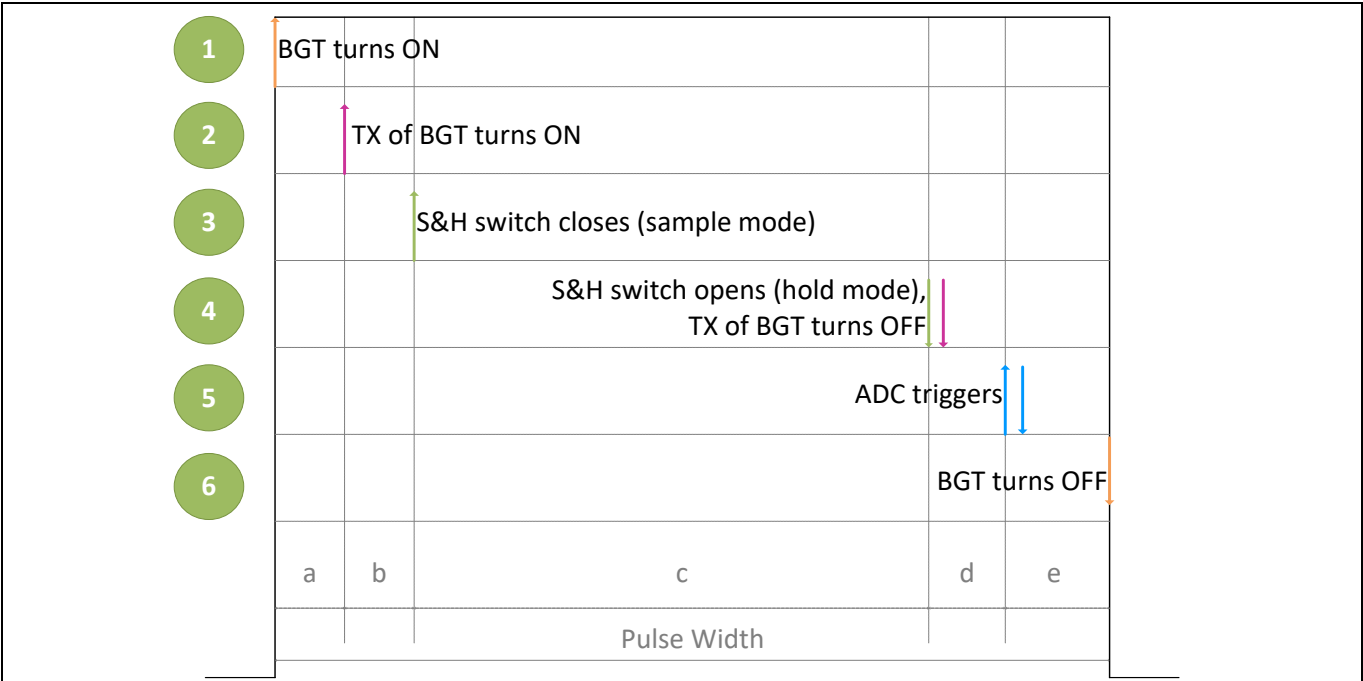 1
BGT turns ON
2
TX of BGT turns ON
3
S&H switch closes (sample mode)
4
S&H switch opens (hold mode),
TX of BGT turns OFF
5
ADC triggers
6
BGT turns OFF
a b c d e
Pulse Width